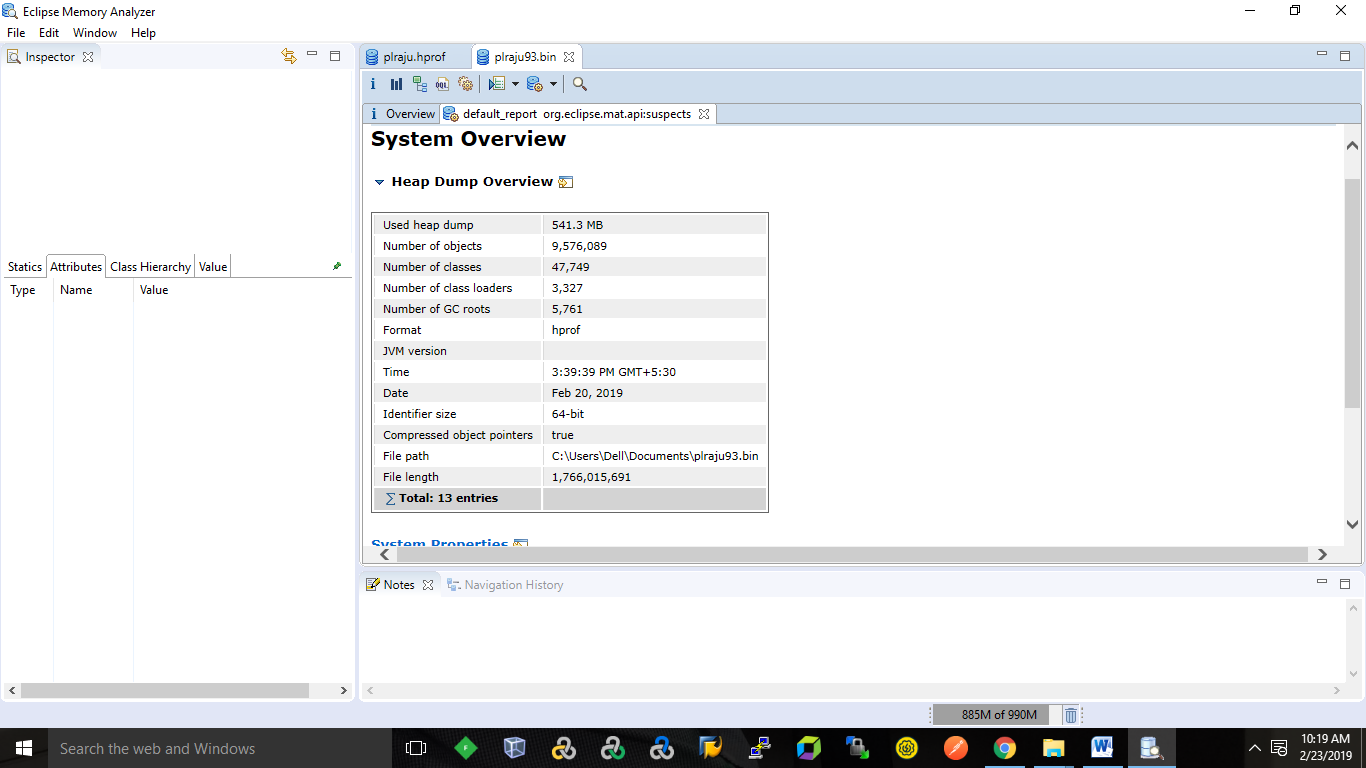 Eclipse Memory Analyzer
File Edit Window Help
Inspector
plraju.hprof plraju93.bin
OQL
i Overview default_report org.eclipse.mat.api:suspects
System Overview
Heap Dump Overview
Used heap dump 541.3 MB
Number of objects 9,576,089
Number of classes 47,749
Number of class loaders 3,327
Number of GC roots 5,761
Format hprof
JVM version
Time 3:39:39 PM GMT+5:30
Date Feb 20, 2019
Identifier size 64-bit
Compressed object pointers true
File path C:\Users\Dell\Documents\plraju93.bin
File length 1,766,015,691
∑ Total: 13 entries
System Properties
Statics Attributes Class Hierarchy Value
Type Name Value
Notes Navigation History
885M of 990M
Search the web and Windows
10:19 AM
2/23/2019